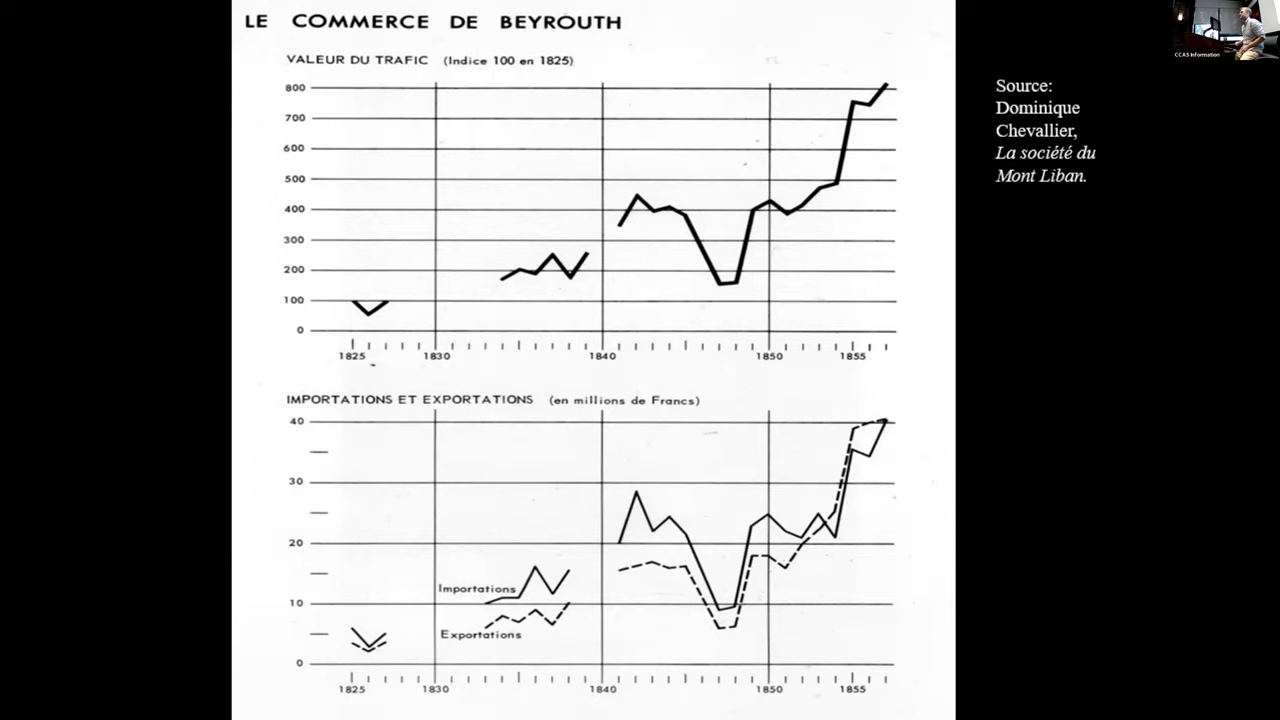 LE COMMERCE DE BEYROUTH
VALEUR DU TRAFIC (Indice 100 en 1825)
800
700
600
500
400
300
200
100
0
1825 1830 1840 1850 1855
IMPORTATIONS ET EXPORTATIONS (en millions de Francs)
40
30
20
10
0
Importations
Exportations
1825 1830 1840 1850 1855
Source:
Dominique
Chevallier,
La société du
Mont Liban.
CCAS Information